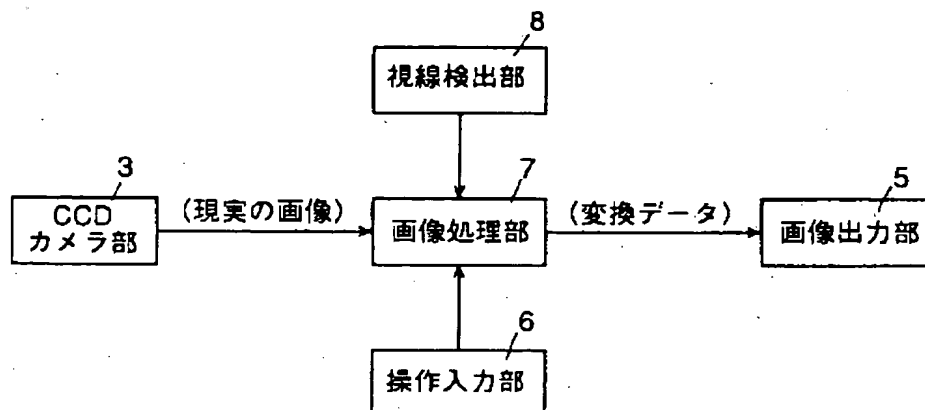 8
視線検出部
3
CCD
カメラ部
(現実の画像)
7
画像処理部
(変換データ)
5
画像出力部
6
操作入力部